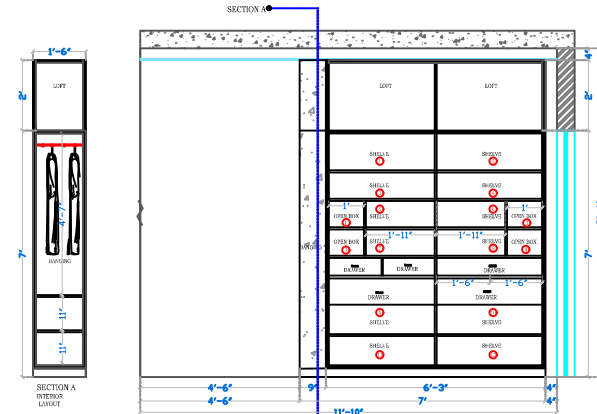 SECTION A
1'-6"
4"
2'
LOFT
LOFT
LOFT
2'
SHELVE
SHELVE
SHELVE
SHELVE
1'
SHELVE
SHELVE
1'
OPEN BOX
OPEN BOX
4'-7"
1'-11"
1'-11"
OPEN BOX
SHELVE
SHELVE
OPEN BOX
7'
HANGING
7'
DRAWER
DRAWER
DRAWER
1'-6"
1'-6"
DRAWER
DRAWER
11"
SHELVE
SHELVE
11"
SHELVE
SHELVE
SECTION A
INTERIOR
LAYOUT
4'-6"
9"
6'-3"
4"
4'-6"
7'
4"
11'-10"